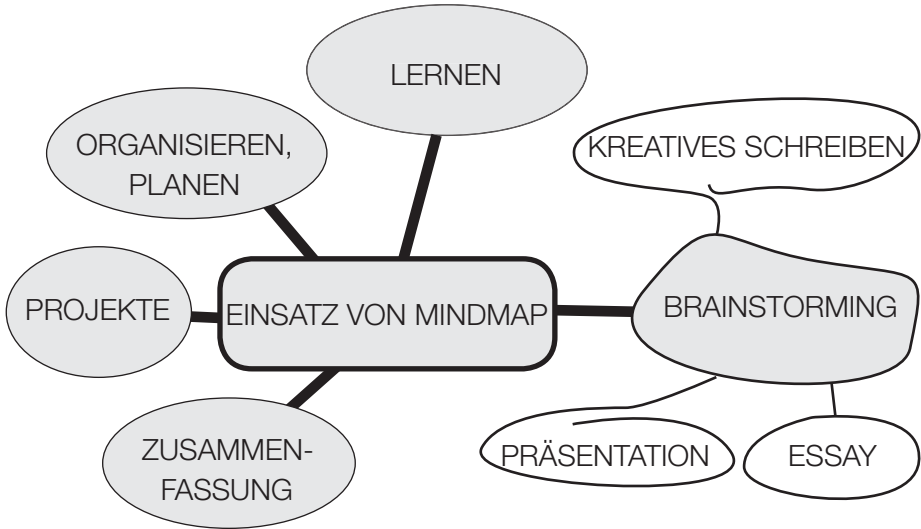 LERNEN
ORGANISIEREN,
PLANEN
KREATIVES SCHREIBEN
PROJEKTE
EINSATZ VON MINDMAP
BRAINSTORMING
ZUSAMMEN-
FASSUNG
PRÄSENTATION
ESSAY